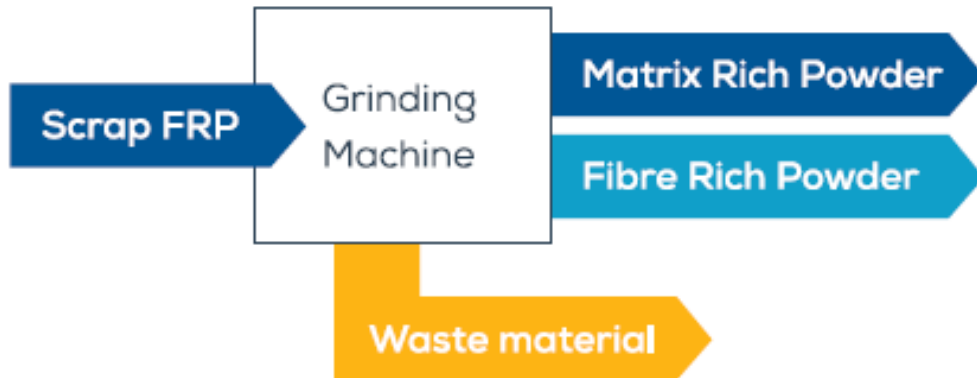 Scrap FRP
Grinding
Machine
Matrix Rich Powder
Fibre Rich Powder
Waste material